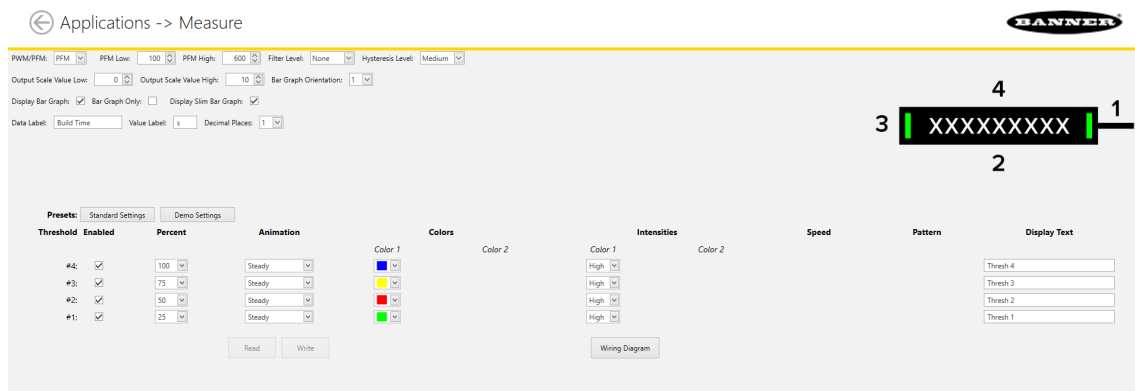 Applications -> Measure
BANNER
PWM/PFM: PFM PFM Low: 100 PFM High: 600 Filter Level: None Hysteresis Level: Medium
Output Scale Value Low: 0 Output Scale Value High: 10 Bar Graph Orientation: 1
Display Bar Graph: Bar Graph Only: Display Slim Bar Graph:
Data Label: Build Time Value Label: s Decimal Places: 1
4
3 XXXXXXXXX 1
2
Presets: Standard Settings Demo Settings
Threshold Enabled Percent Animation Colors Intensities Speed Pattern Display Text
Color 1 Color 2 Color 1 Color 2
#4: 100 Steady High Thresh 4
#3: 75 Steady High Thresh 3
#2: 50 Steady High Thresh 2
#1: 25 Steady High Thresh 1
Read Write Wiring Diagram